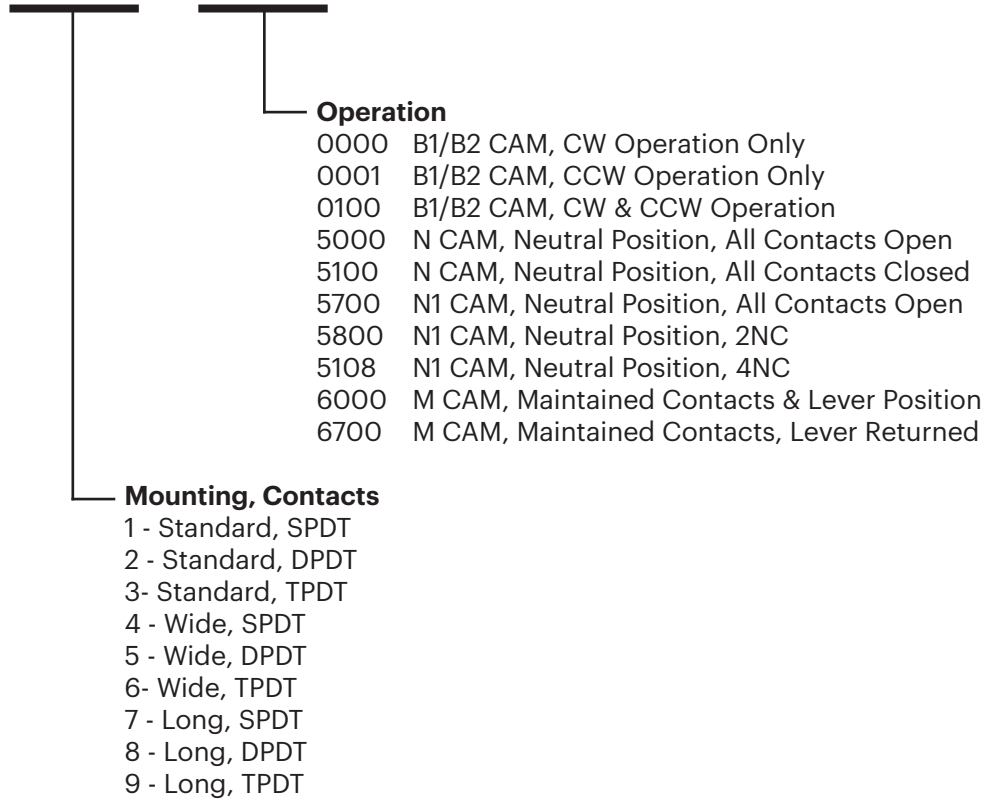 Operation
0000 B1/B2 CAM, CW Operation Only
0001 B1/B2 CAM, CCW Operation Only
0100 B1/B2 CAM, CW & CCW Operation
5000 N CAM, Neutral Position, All Contacts Open
5100 N CAM, Neutral Position, All Contacts Closed
5700 N1 CAM, Neutral Position, All Contacts Open
5800 N1 CAM, Neutral Position, 2NC
5108 N1 CAM, Neutral Position, 4NC
6000 M CAM, Maintained Contacts & Lever Position
6700 M CAM, Maintained Contacts, Lever Returned
Mounting, Contacts
1 - Standard, SPDT
2 - Standard, DPDT
3- Standard, TPDT
4 - Wide, SPDT
5 - Wide, DPDT
6- Wide, TPDT
7 - Long, SPDT
8 - Long, DPDT
9 - Long, TPDT